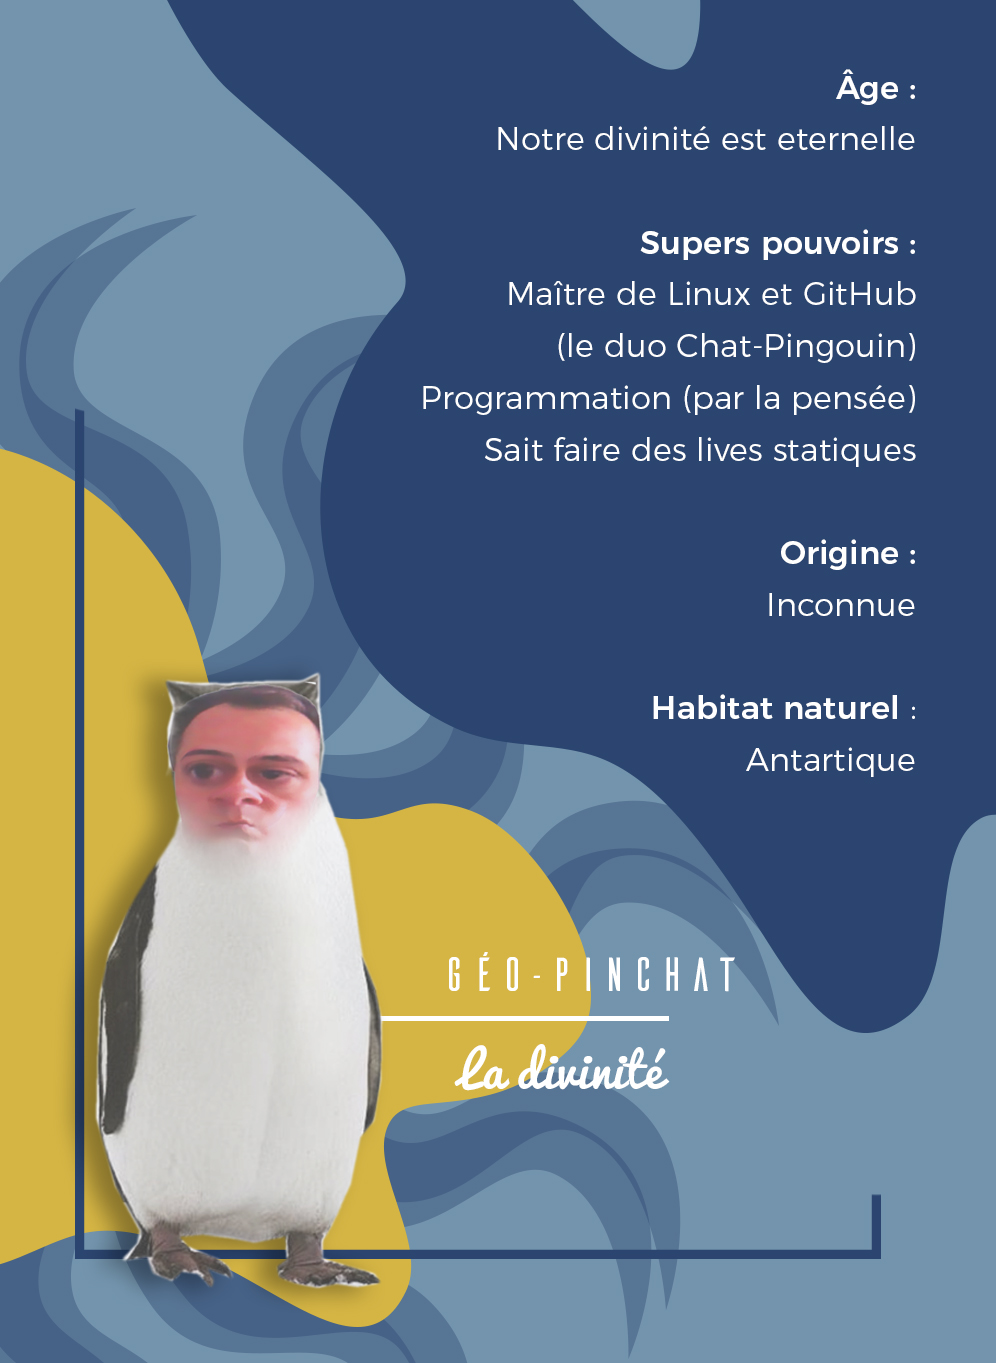 Âge :
Notre divinité est eternelle
Supers pouvoirs :
Maître de Linux et GitHub
(le duo Chat-Pingouin)
Programmation (par la pensée)
Sait faire des lives statiques
Origine :
Inconnue
Habitat naturel :
Antartique
GÉO-PINCHAT
La divinité